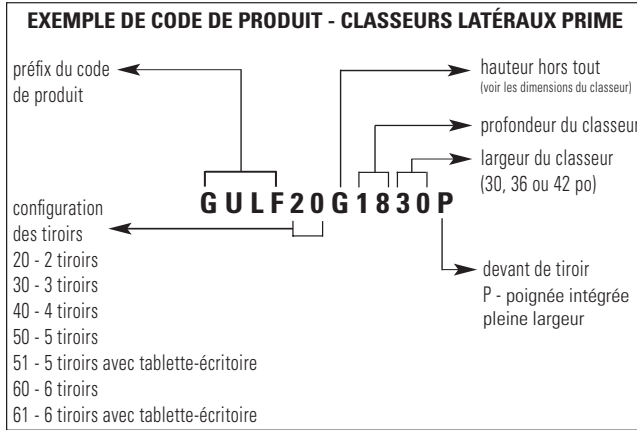 EXEMPLE DE CODE DE PRODUIT - CLASSEURS LATÉRAUX PRIME
préfix du code
de produit
hauteur hors tout
(voir les dimensions du classeur)
profondeur du classeur
largeur du classeur
(30, 36 ou 42 po)
GULF20G1830P
configuration
des tiroirs
20 - 2 tiroirs
30 - 3 tiroirs
40 - 4 tiroirs
50 - 5 tiroirs
51 - 5 tiroirs avec tablette-écritoire
60 - 6 tiroirs
61 - 6 tiroirs avec tablette-écritoire
devant de tiroir
P - poignée intégrée
pleine largeur